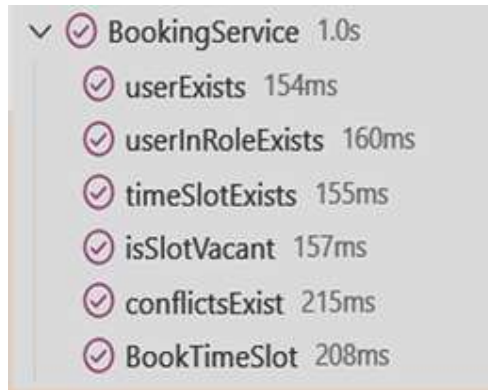 BookingService 1.0s
userExists 154ms
userInRoleExists 160ms
timeSlotExists 155ms
isSlotVacant 157ms
conflictsExist 215ms
BookTimeSlot 208ms